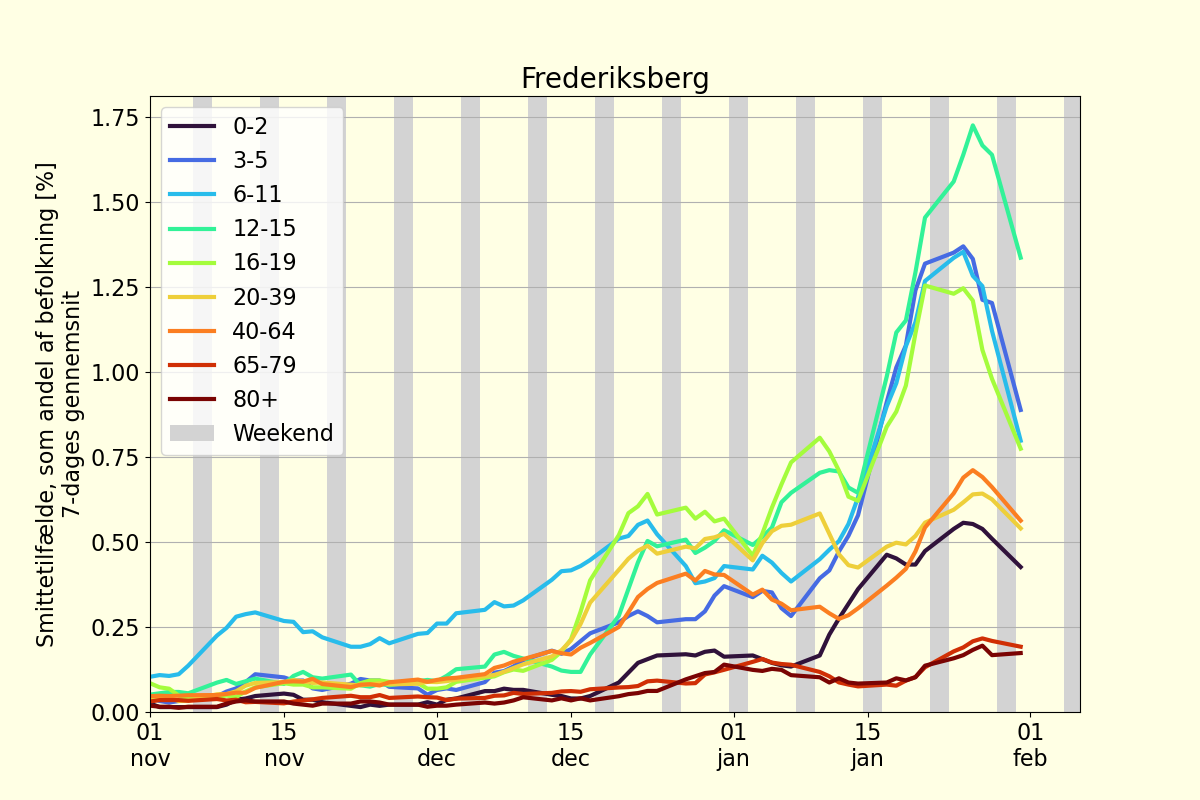 Frederiksberg
Smittetilfælde, som andel af befolkning [%]
7-dages gennemsnit
1.75
1.50
1.25
1.00
0.75
0.50
0.25
0.00
0-2
3-5
6-11
12-15
16-19
20-39
40-64
65-79
80+
Weekend
01 15 01 15 01 15 01
nov nov dec dec jan jan feb